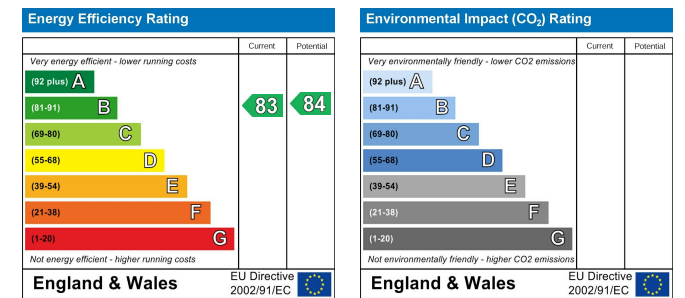 Energy Efficiency Rating
Current Potential
Very energy efficient - lower running costs
(92 plus) A
(81-91) B 83 84
(69-80) C
(55-68) D
(39-54) E
(21-38) F
(1-20) G
Not energy efficient - higher running costs
England & Wales
EU Directive
2002/91/EC
Environmental Impact (CO2) Rating
Current Potential
Very environmentally friendly - lower CO2 emissions
(92 plus) A
(81-91) B
(69-80) C
(55-68) D
(39-54) E
(21-38) F
(1-20) G
Not environmentally friendly - higher CO2 emissions
England & Wales
EU Directive
2002/91/EC